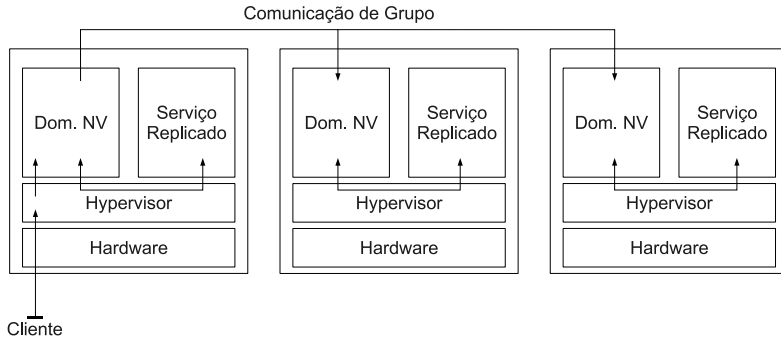 Comunicação de Grupo
Dom. NV
Serviço
Replicado
Hypervisor
Hardware
Dom. NV
Serviço
Replicado
Hypervisor
Hardware
Dom. NV
Serviço
Replicado
Hypervisor
Hardware
Cliente